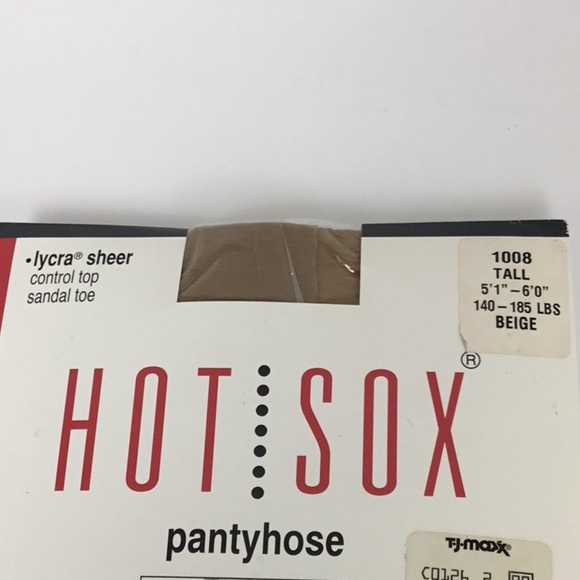 •lycra® sheer
control top
sandal toe
1008
TALL
5'1"–6'0"
140–185 LBS
BEIGE
HOT SOX®
pantyhose
T·J·maxx®